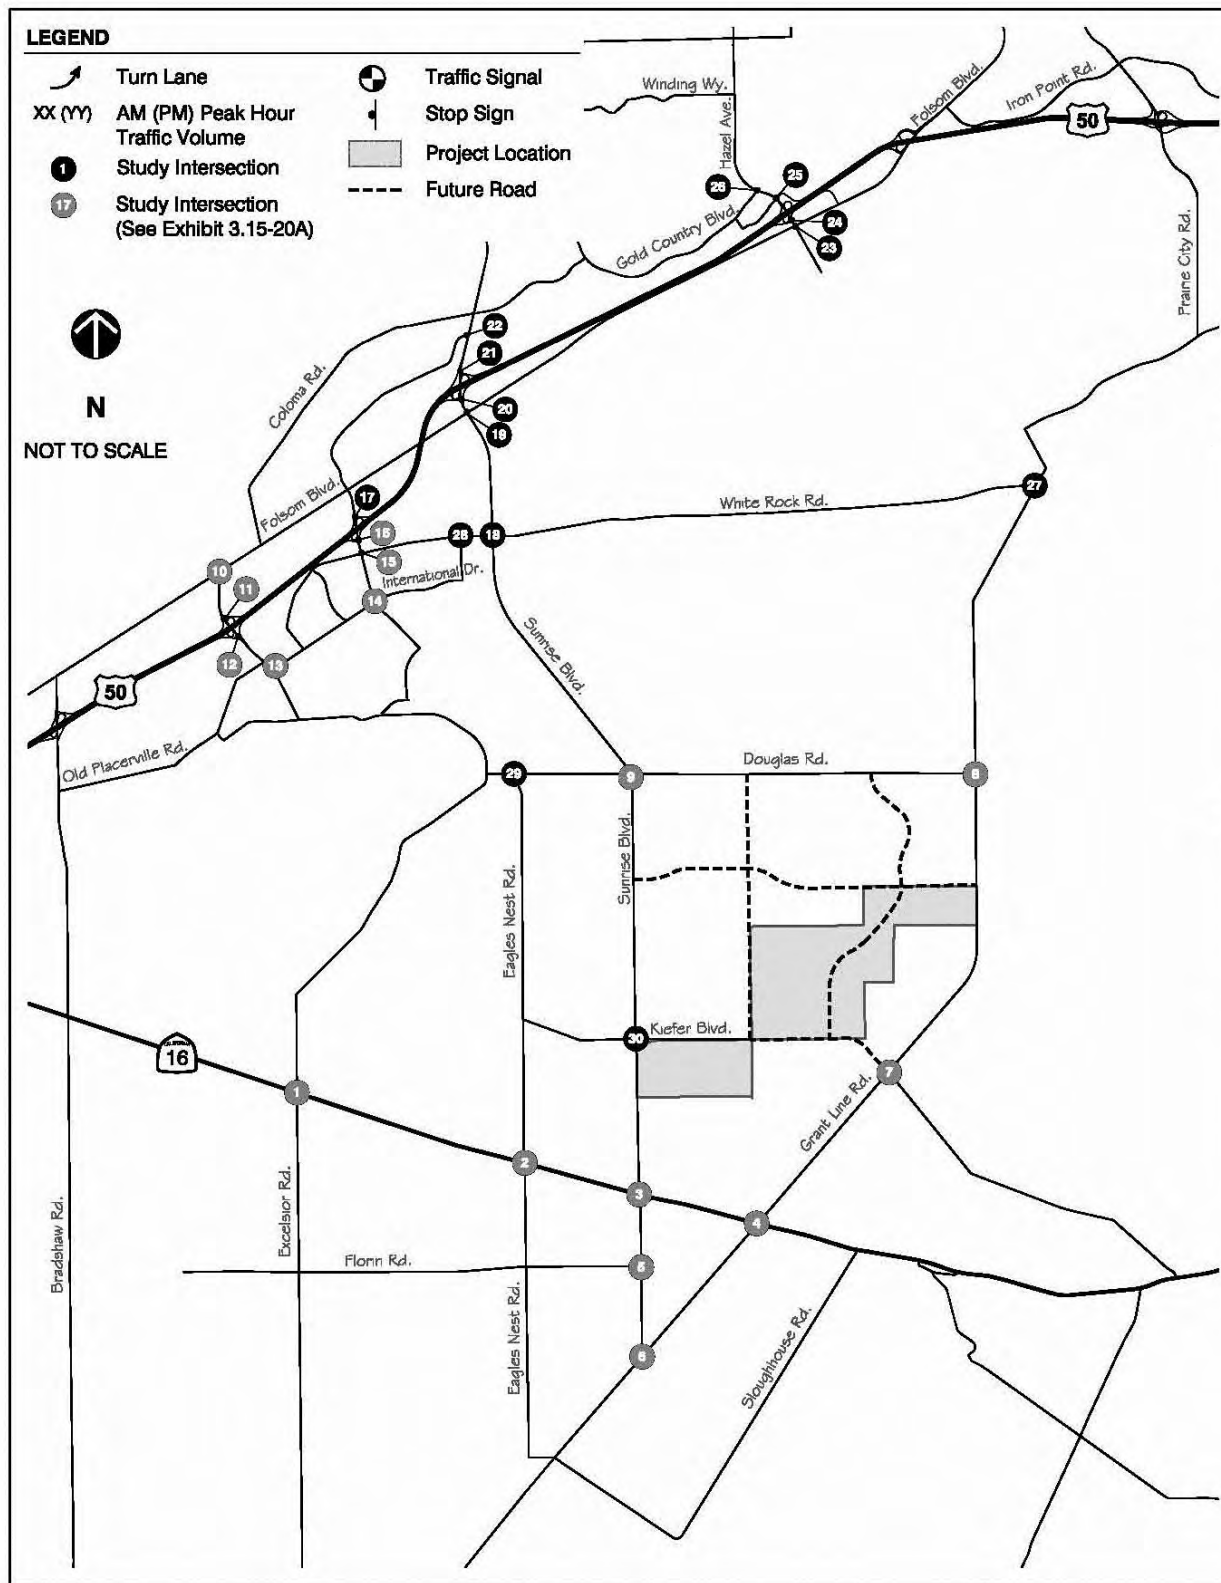 LEGEND
Turn Lane
XX (YY) AM (PM) Peak Hour
Traffic Volume
1 Study Intersection
17 Study Intersection
(See Exhibit 3.15-20A)
Traffic Signal
Stop Sign
Project Location
Future Road
N
NOT TO SCALE
Winding Wy.
Hazel Ave.
Folsom Blvd.
Iron Point Rd.
50
Prairie City Rd.
26
25
24
23
Gold Country Blvd.
22
21
20
19
Coloma Rd.
Folsom Blvd.
17
16
15
28
18
White Rock Rd.
27
International Dr.
10
11
14
12
13
50
Sunrise Blvd.
Old Placerville Rd.
29
9
Douglas Rd.
8
Sunrise Blvd.
Eagles Nest Rd.
30
Kiefer Blvd.
CALIFORNIA
16
1
7
Grant Line Rd.
2
3
4
Bradshaw Rd.
Excelsior Rd.
Florin Rd.
5
Eagles Nest Rd.
6
Sloughhouse Rd.